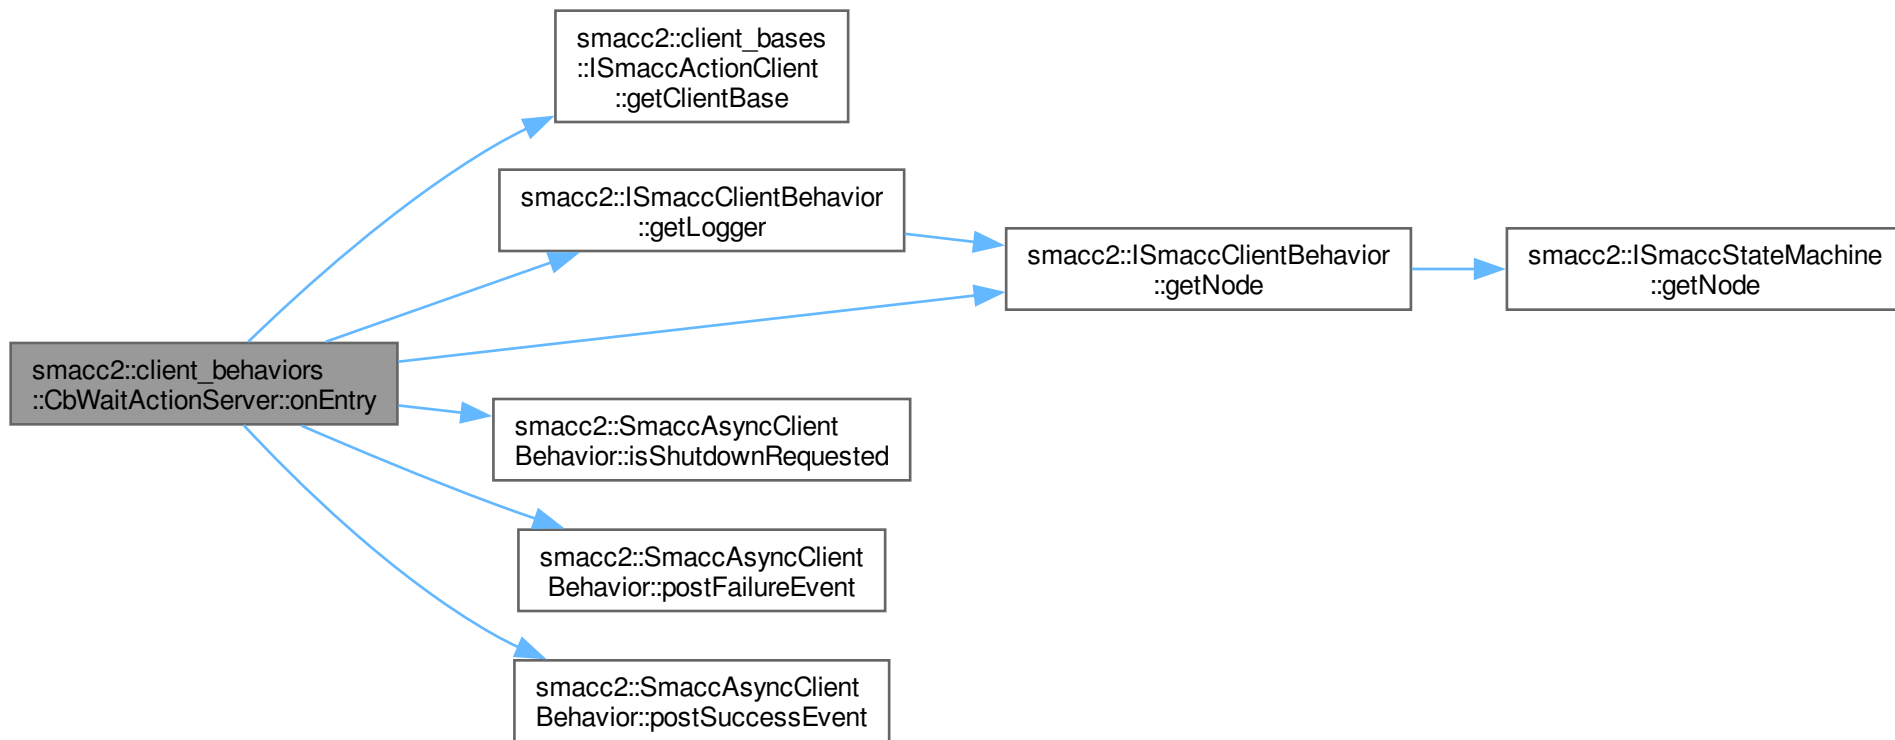 smacc2::client_bases
::ISmaccActionClient
::getClientBase
smacc2::ISmaccClientBehavior
::getLogger
smacc2::ISmaccClientBehavior
::getNode
smacc2::ISmaccStateMachine
::getNode
smacc2::client_behaviors
::CbWaitActionServer::onEntry
smacc2::SmaccAsyncClient
Behavior::isShutdownRequested
smacc2::SmaccAsyncClient
Behavior::postFailureEvent
smacc2::SmaccAsyncClient
Behavior::postSuccessEvent